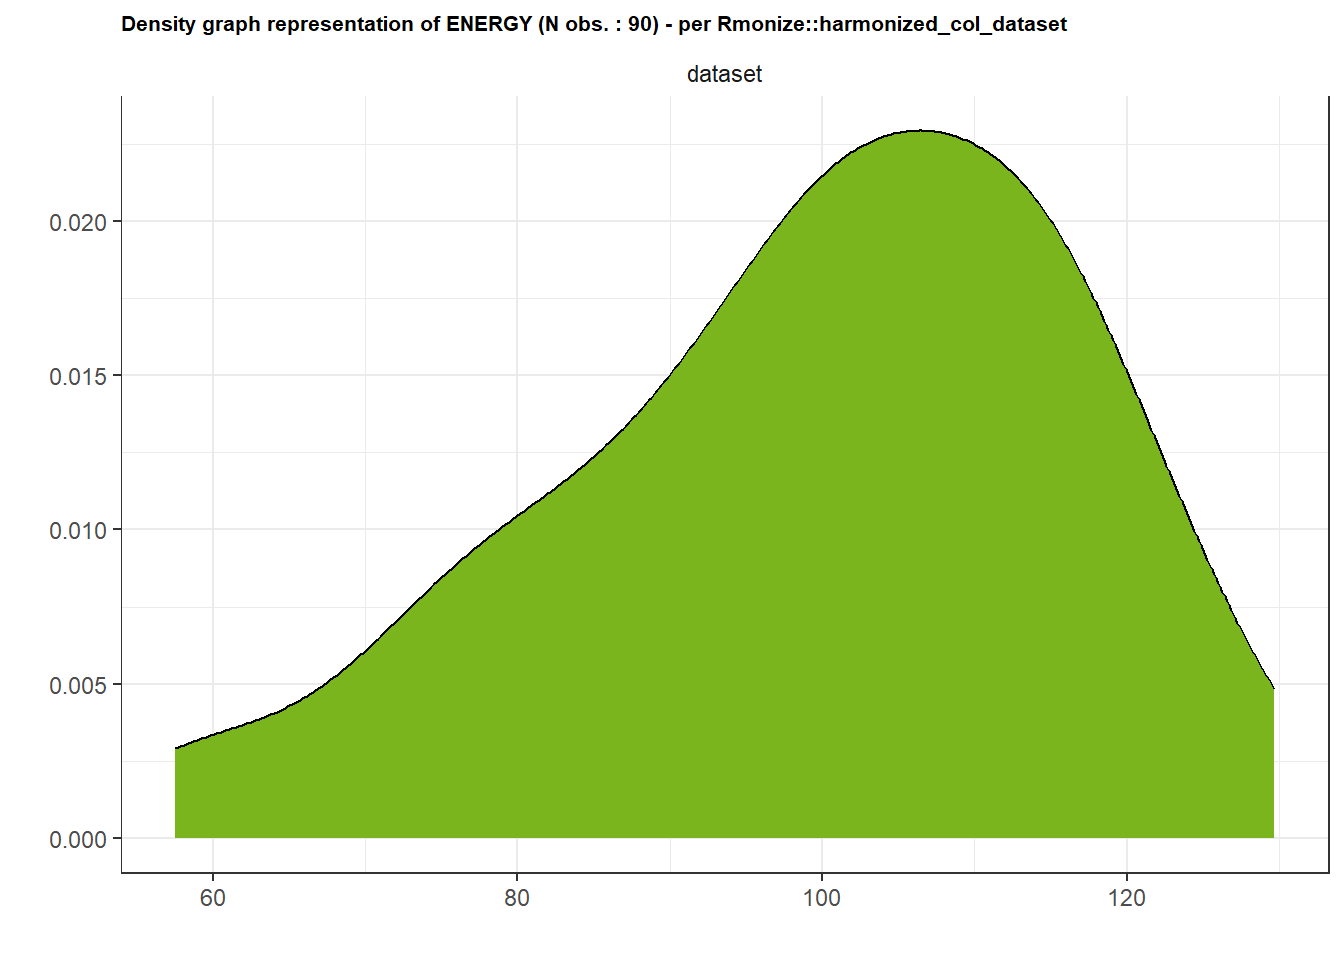 Density graph representation of ENERGY (N obs. : 90) - per Rmonize::harmonized_col_dataset
dataset
0.020
0.015
0.010
0.005
0.000
60 80 100 120